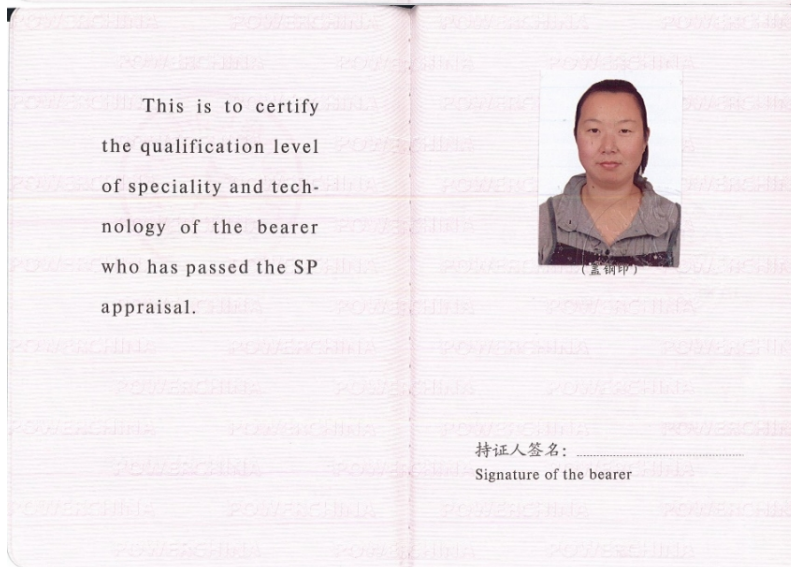 This is to certify
the qualification level
of speciality and tech-
nology of the bearer
who has passed the SP
appraisal.
(盖钢印)
持证人签名:
Signature of the bearer
POWERCHINA